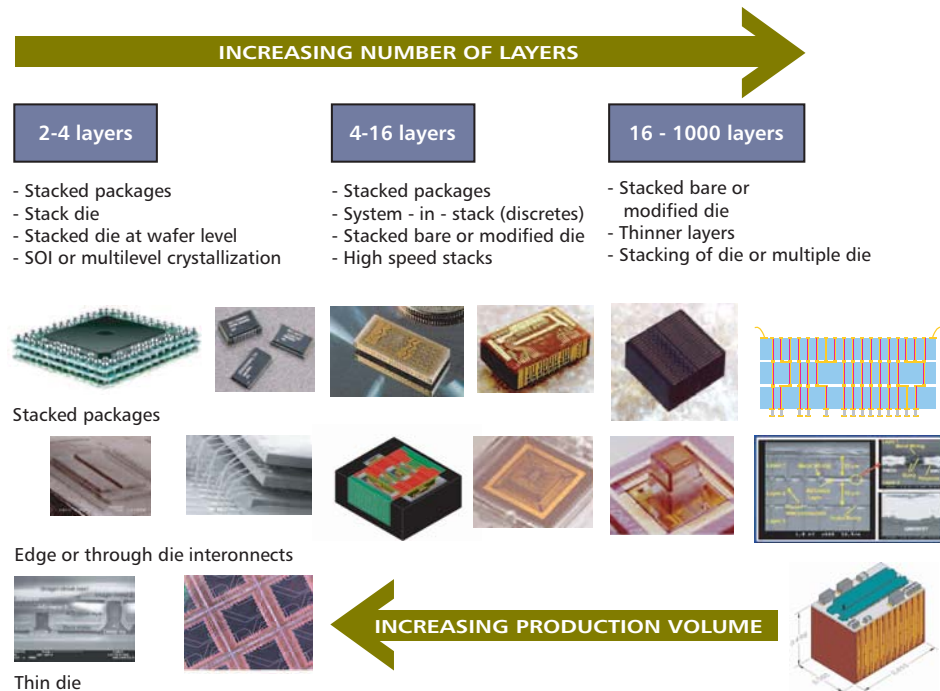 INCREASING NUMBER OF LAYERS
2-4 layers
4-16 layers
16 - 1000 layers
- Stacked packages
- Stack die
- Stacked die at wafer level
- SOI or multilevel crystallization
- Stacked packages
- System - in - stack (discretes)
- Stacked bare or modified die
- High speed stacks
- Stacked bare or
modified die
- Thinner layers
- Stacking of die or multiple die
Stacked packages
Edge or through die interonnects
INCREASING PRODUCTION VOLUME
Thin die